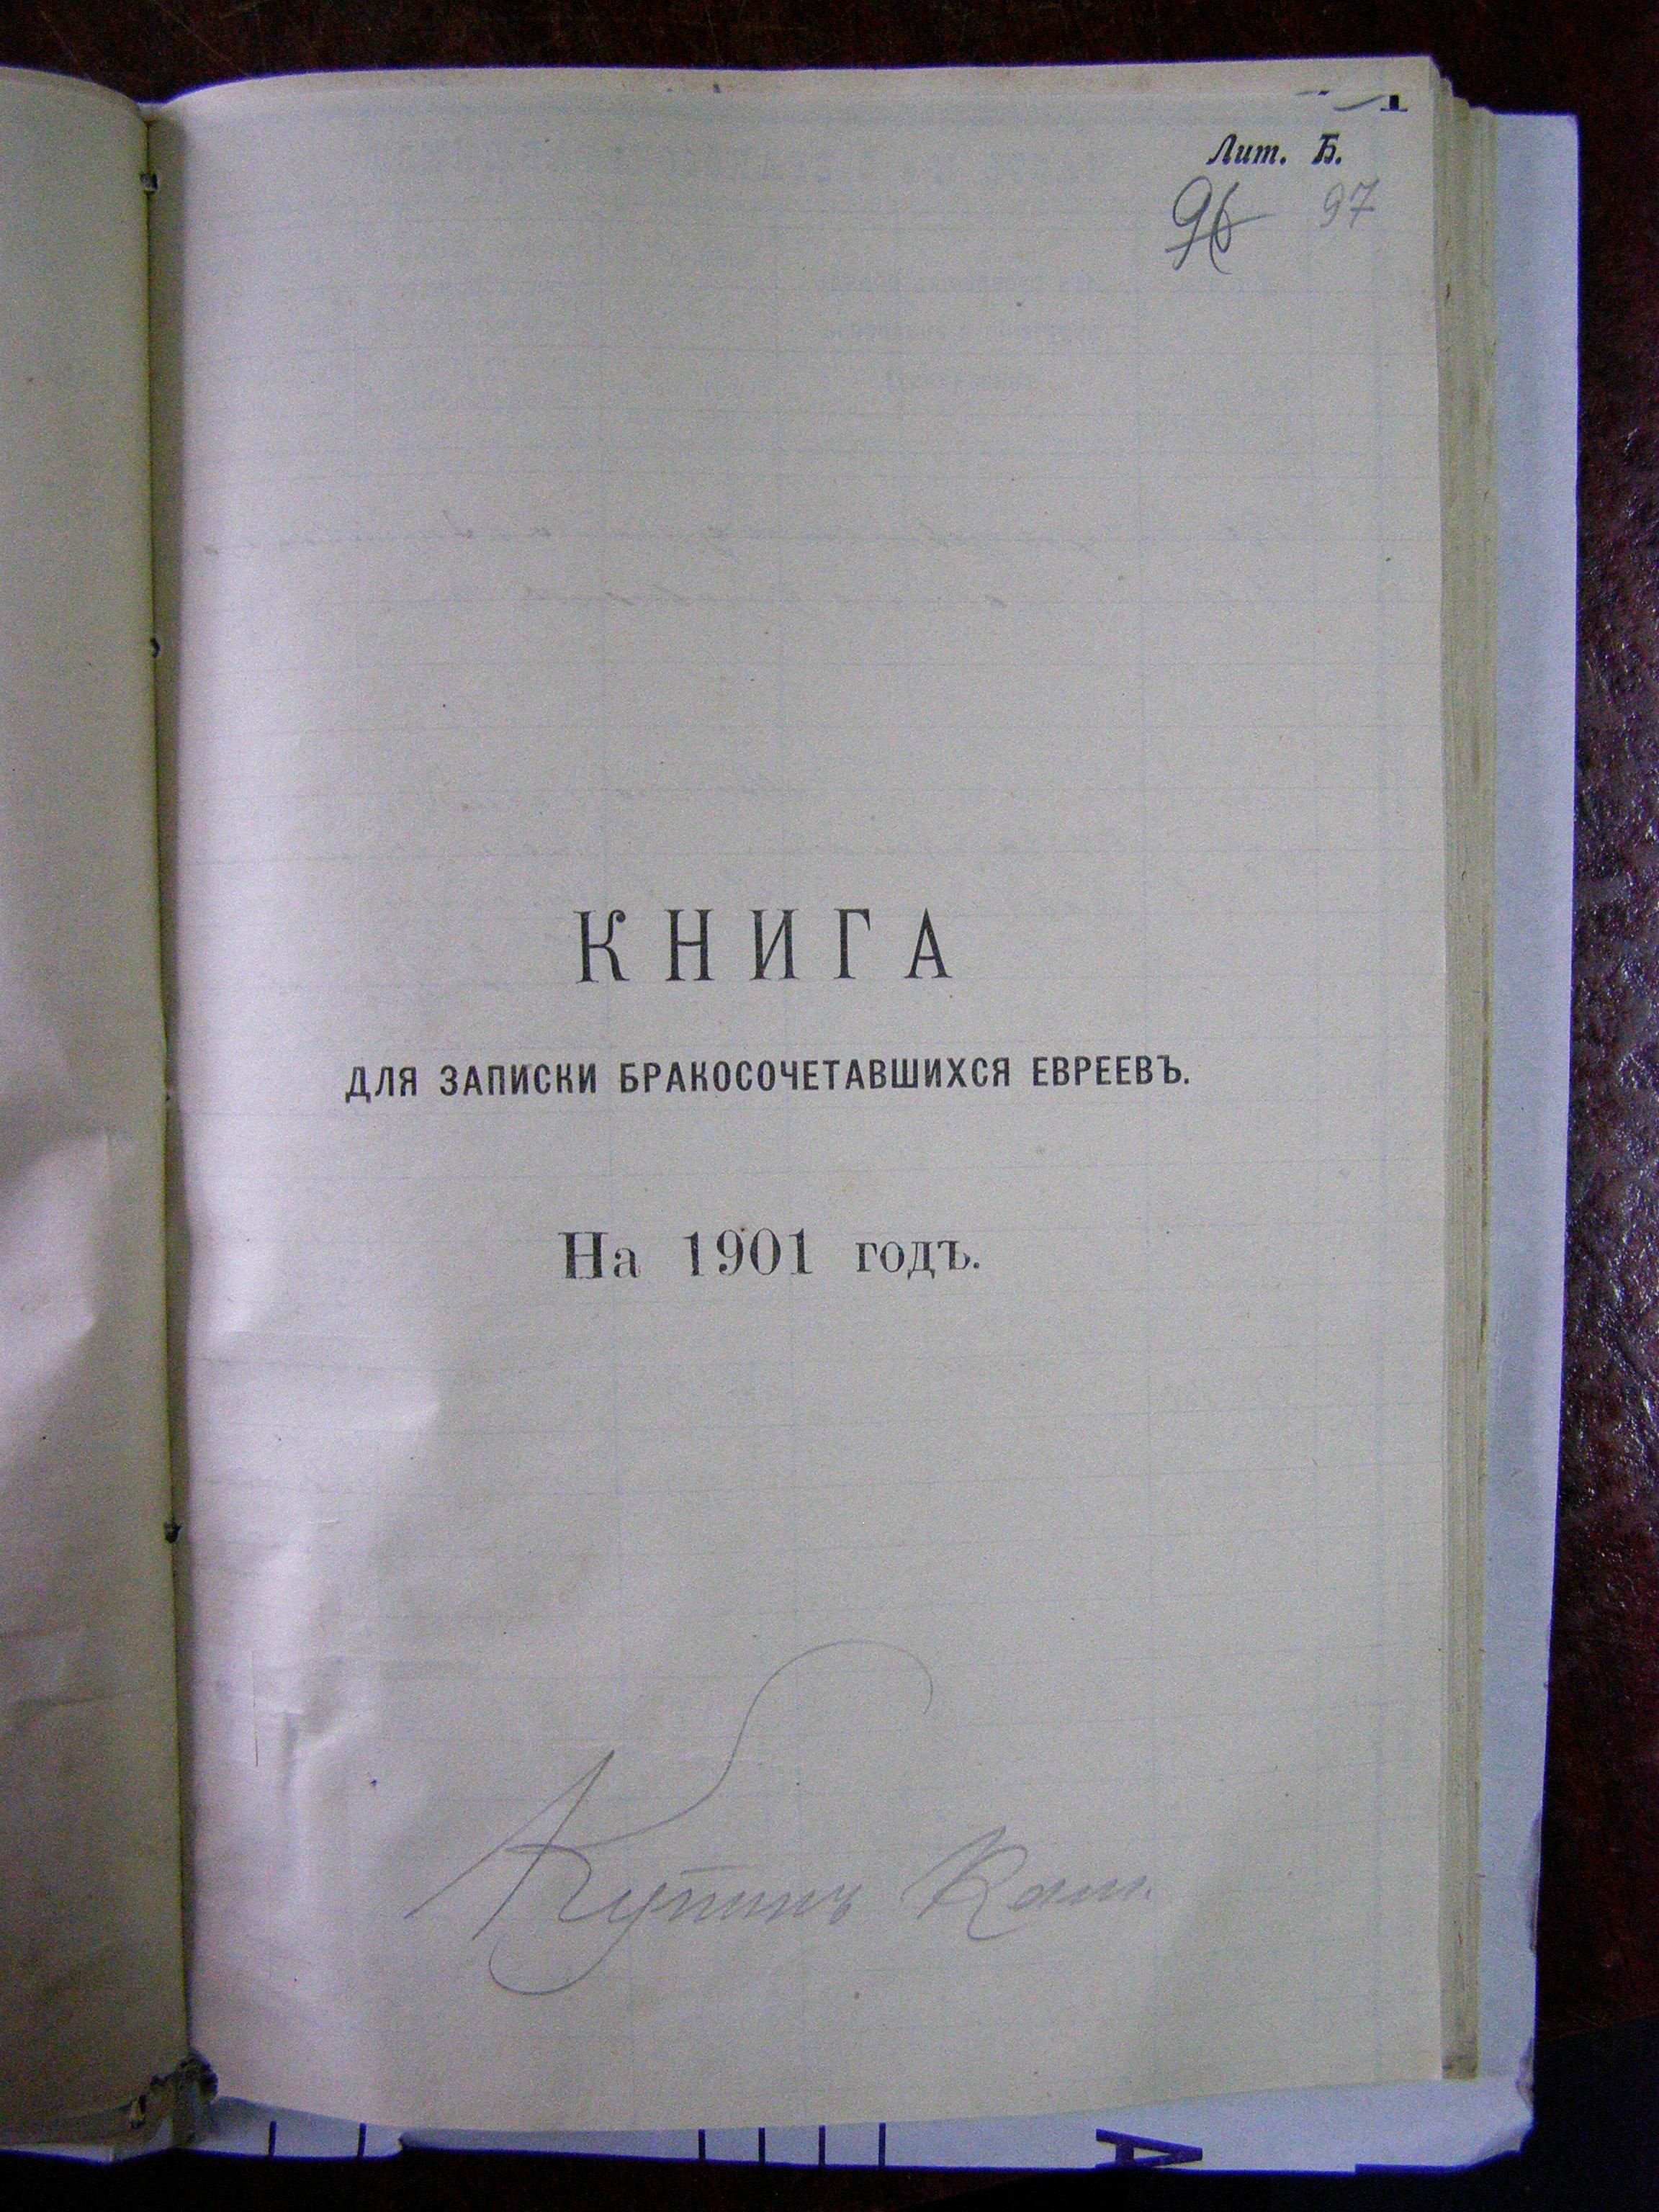 Лит. Б.
96 97
КНИГА
ДЛЯ ЗАПИСКИ БРАКОСОЧЕТАВШИХСЯ ЕВРЕЕВЪ.
На 1901 годъ.